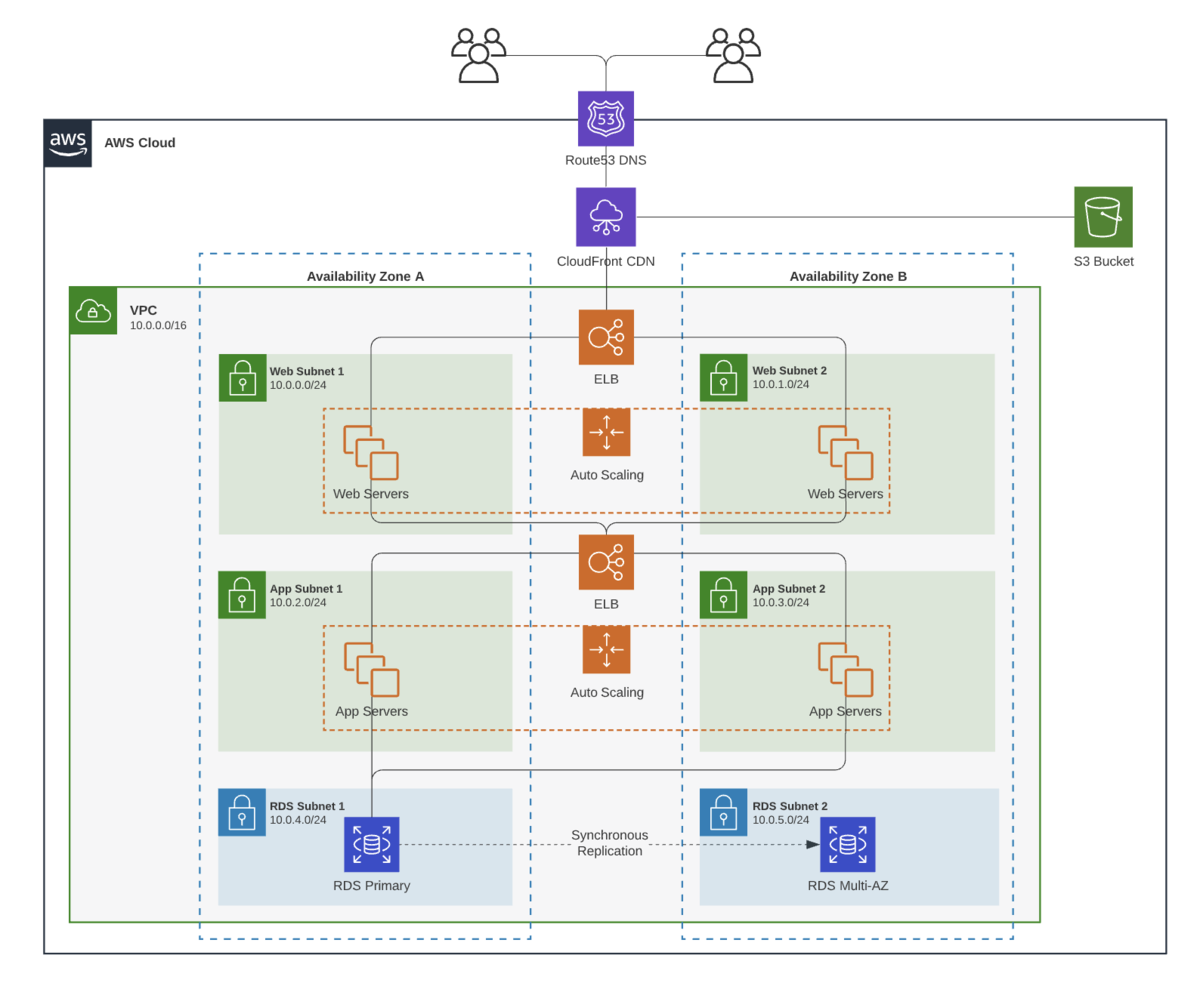 53
aws
AWS Cloud
Route53 DNS
CloudFront CDN
S3 Bucket
Availability Zone A
Availability Zone B
VPC
10.0.0.0/16
ELB
Web Subnet 1
10.0.0.0/24
Web Subnet 2
10.0.1.0/24
Auto Scaling
Web Servers
Web Servers
ELB
App Subnet 1
10.0.2.0/24
App Subnet 2
10.0.3.0/24
Auto Scaling
App Servers
App Servers
RDS Subnet 1
10.0.4.0/24
RDS Subnet 2
10.0.5.0/24
Synchronous
Replication
RDS Primary
RDS Multi-AZ